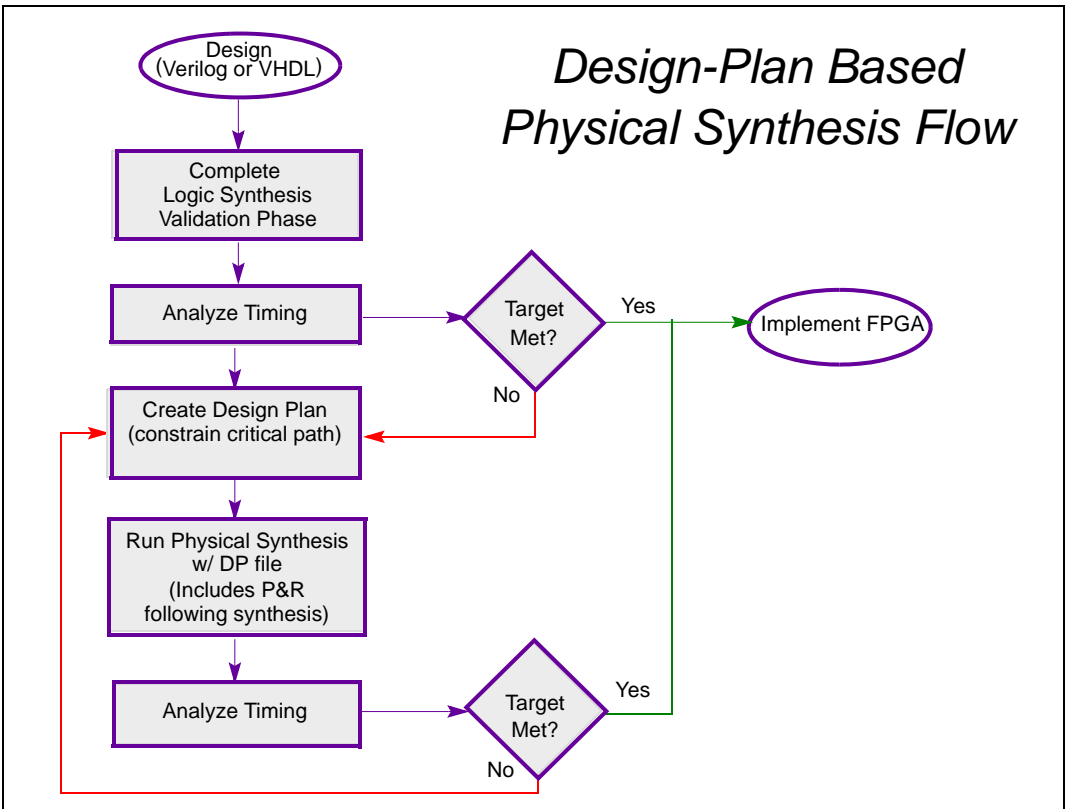 Design-Plan Based
Physical Synthesis Flow
Design
(Verilog or VHDL)
Complete
Logic Synthesis
Validation Phase
Analyze Timing
Target
Met?
Yes
Implement FPGA
No
Create Design Plan
(constrain critical path)
Run Physical Synthesis
w/ DP file
(Includes P&R
following synthesis)
Analyze Timing
Target
Met?
Yes
No